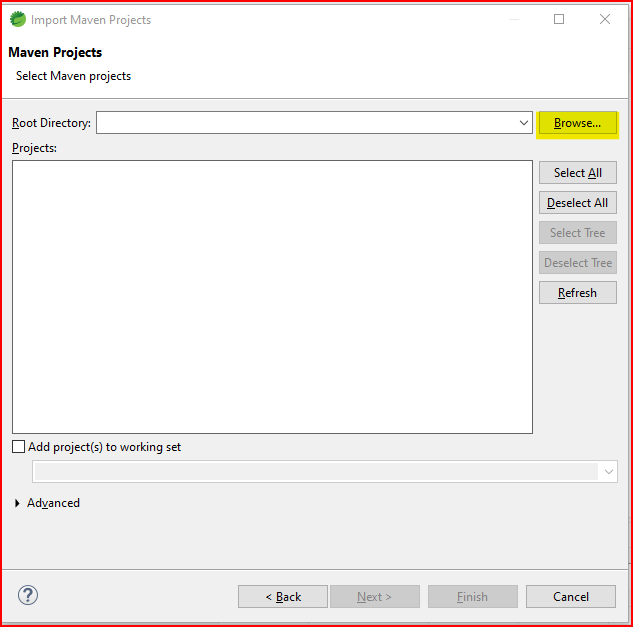 Import Maven Projects
Maven Projects
Select Maven projects
Root Directory:
Browse...
Projects:
Select All
Deselect All
Select Tree
Deselect Tree
Refresh
Add project(s) to working set
Advanced
?
< Back
Next >
Finish
Cancel